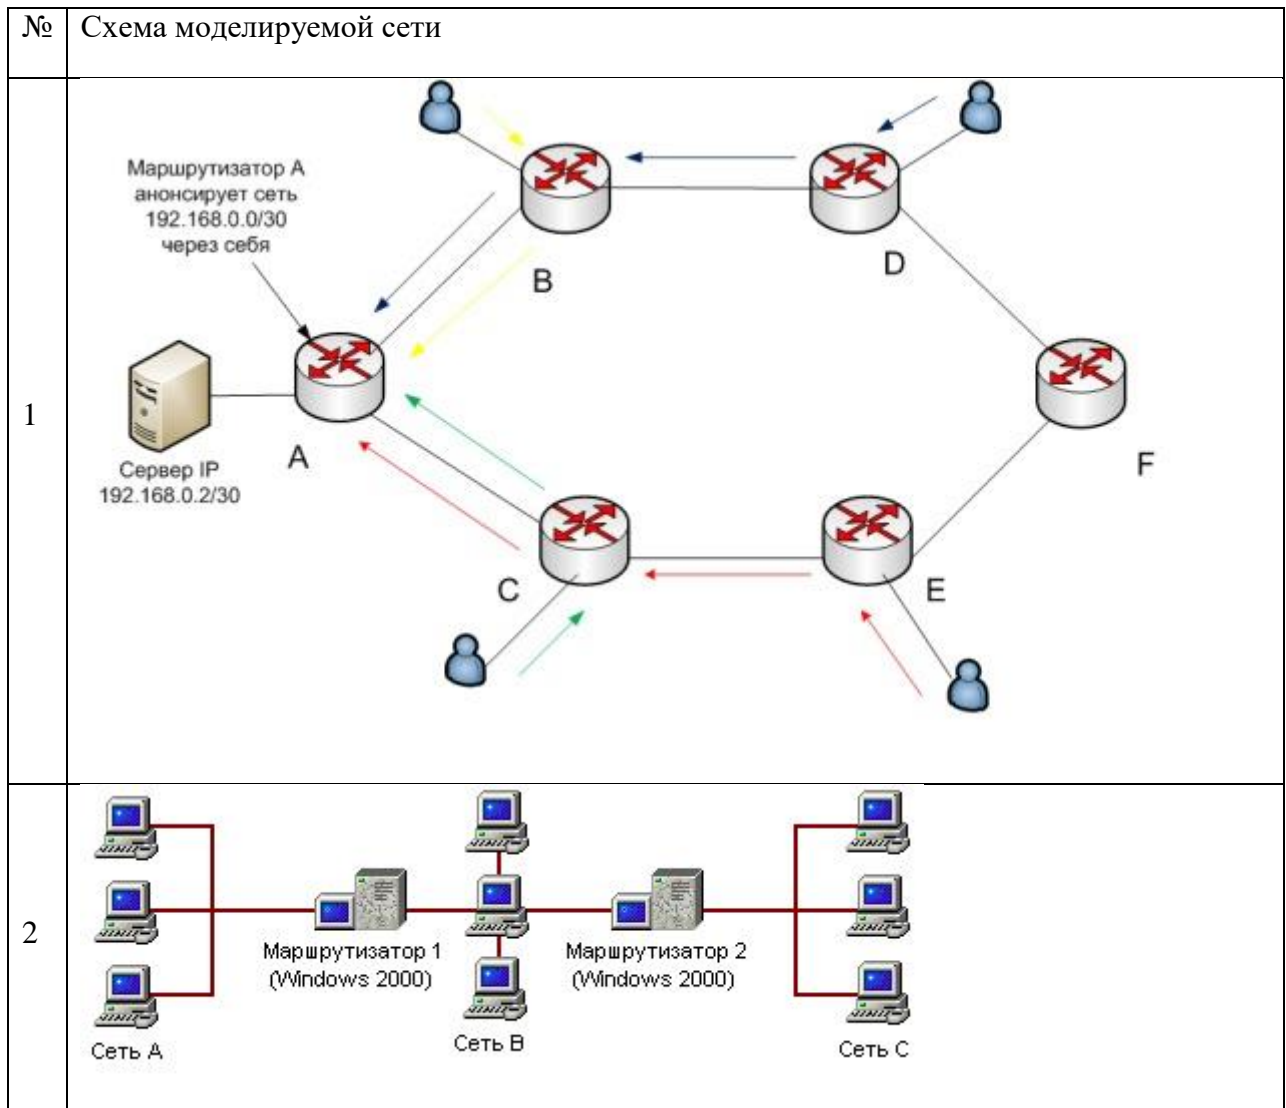 № Схема моделируемой сети
1
Маршрутизатор А
анонсирует сеть
192.168.0.0/30
через себя
B
D
A
F
Сервер IP
192.168.0.2/30
C
E
2
Маршрутизатор 1
(Windows 2000)
Маршрутизатор 2
(Windows 2000)
Сеть А
Сеть В
Сеть С